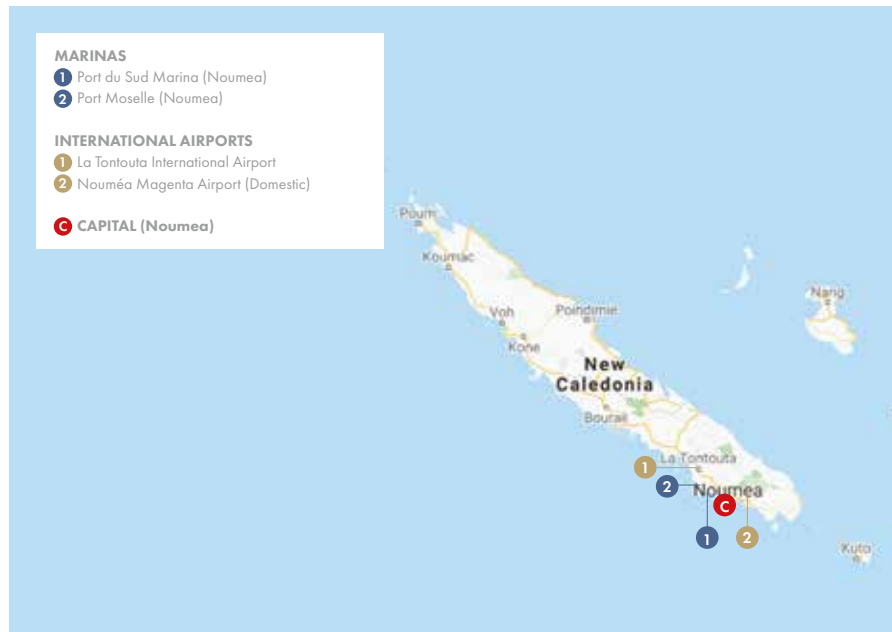 MARINAS
1 Port du Sud Marina (Noumea)
2 Port Moselle (Noumea)
INTERNATIONAL AIRPORTS
1 La Tontouta International Airport
2 Nouméa Magenta Airport (Domestic)
C CAPITAL (Noumea)
Poum
Koumac
Nang
Voh
Poindimie
Kone
New
Caledonia
Bourail
La Tontouta
1
2
Noumea
C
1
2
Kuto